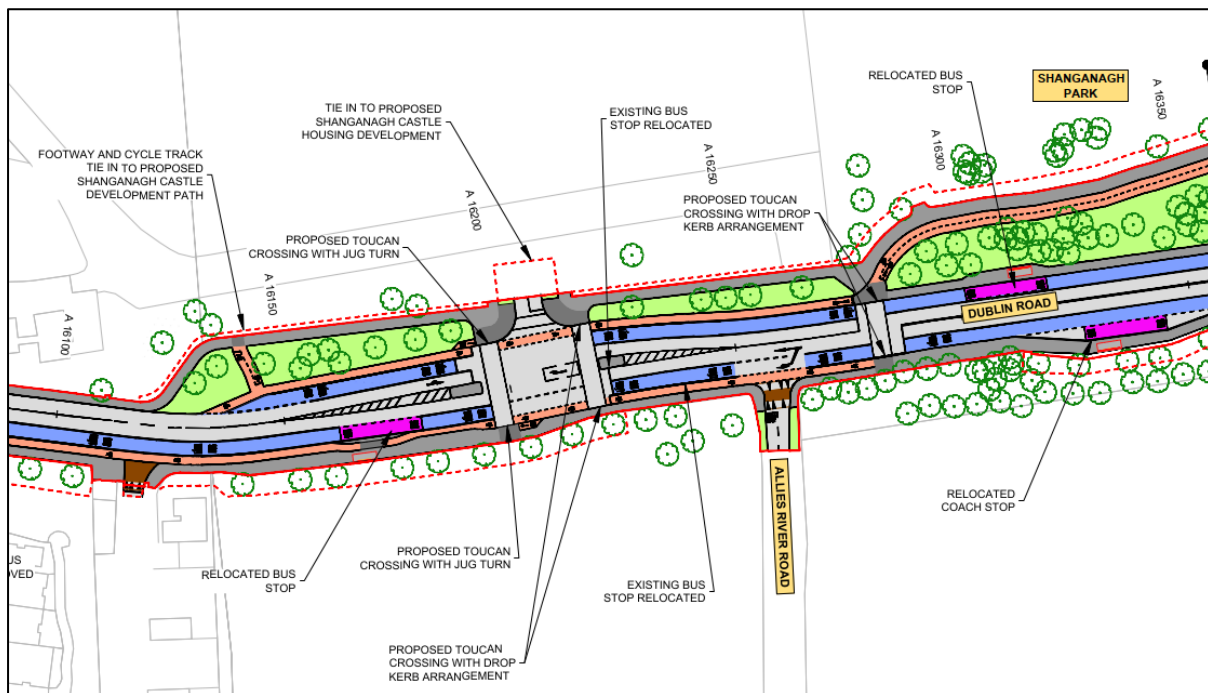 RELOCATED BUS
STOP
SHANGANAGH
PARK
A 16350
TIE IN TO PROPOSED
SHANGANAGH CASTLE
HOUSING DEVELOPMENT
EXISTING BUS
STOP RELOCATED
A 16300
FOOTWAY AND CYCLE TRACK
TIE IN TO PROPOSED
SHANGANAGH CASTLE
DEVELOPMENT PATH
A 16250
A 16200
PROPOSED TOUCAN
CROSSING WITH DROP
KERB ARRANGEMENT
PROPOSED TOUCAN
CROSSING WITH JUG TURN
A 16150
A 16100
DUBLIN ROAD
ALLIES RIVER ROAD
RELOCATED
COACH STOP
PROPOSED TOUCAN
CROSSING WITH JUG TURN
RELOCATED BUS
STOP
EXISTING BUS
STOP RELOCATED
PROPOSED TOUCAN
CROSSING WITH DROP
KERB ARRANGEMENT